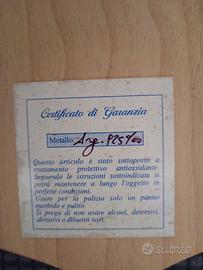 Certificato di Garanzia
Metallo: Arg. 925‰
Questo articolo è stato sottoposto a
trattamento protettivo antiossidante.
Seguendo le istruzioni sottoindicate si
potrà mantenere a lungo l'oggetto in
perfette condizioni.
Usare per la pulizia solo un panno
morbido e pulito.
Si prega di non usare alcool, detersivi,
abrasivi o diluenti vari.
subito